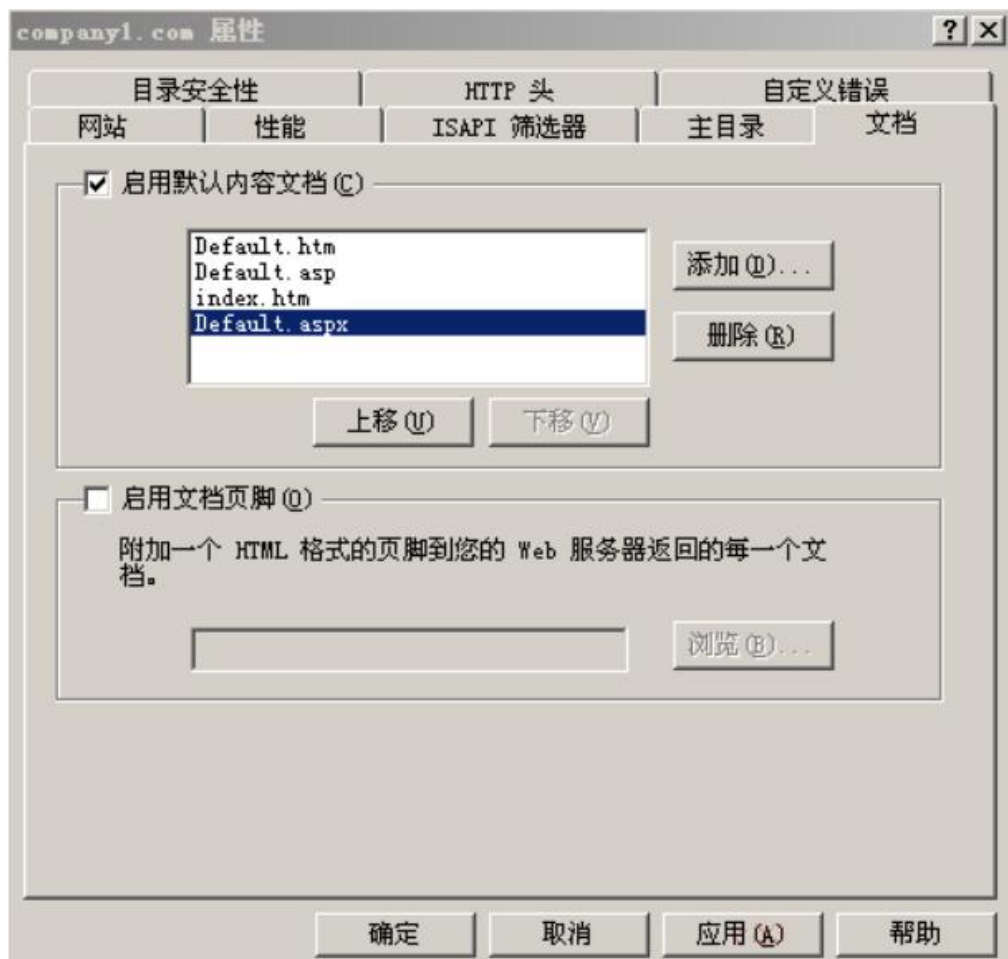 company1.com 属性
目录安全性 HTTP 头 自定义错误
网站 性能 ISAPI 筛选器 主目录 文档
启用默认内容文档(C)
Default.htm
Default.asp
index.htm
Default.aspx
添加(D)...
删除(R)
上移(U) 下移(V)
启用文档页脚(O)
附加一个 HTML 格式的页脚到您的 Web 服务器返回的每一个文
档。
浏览(B)...
确定 取消 应用(A) 帮助